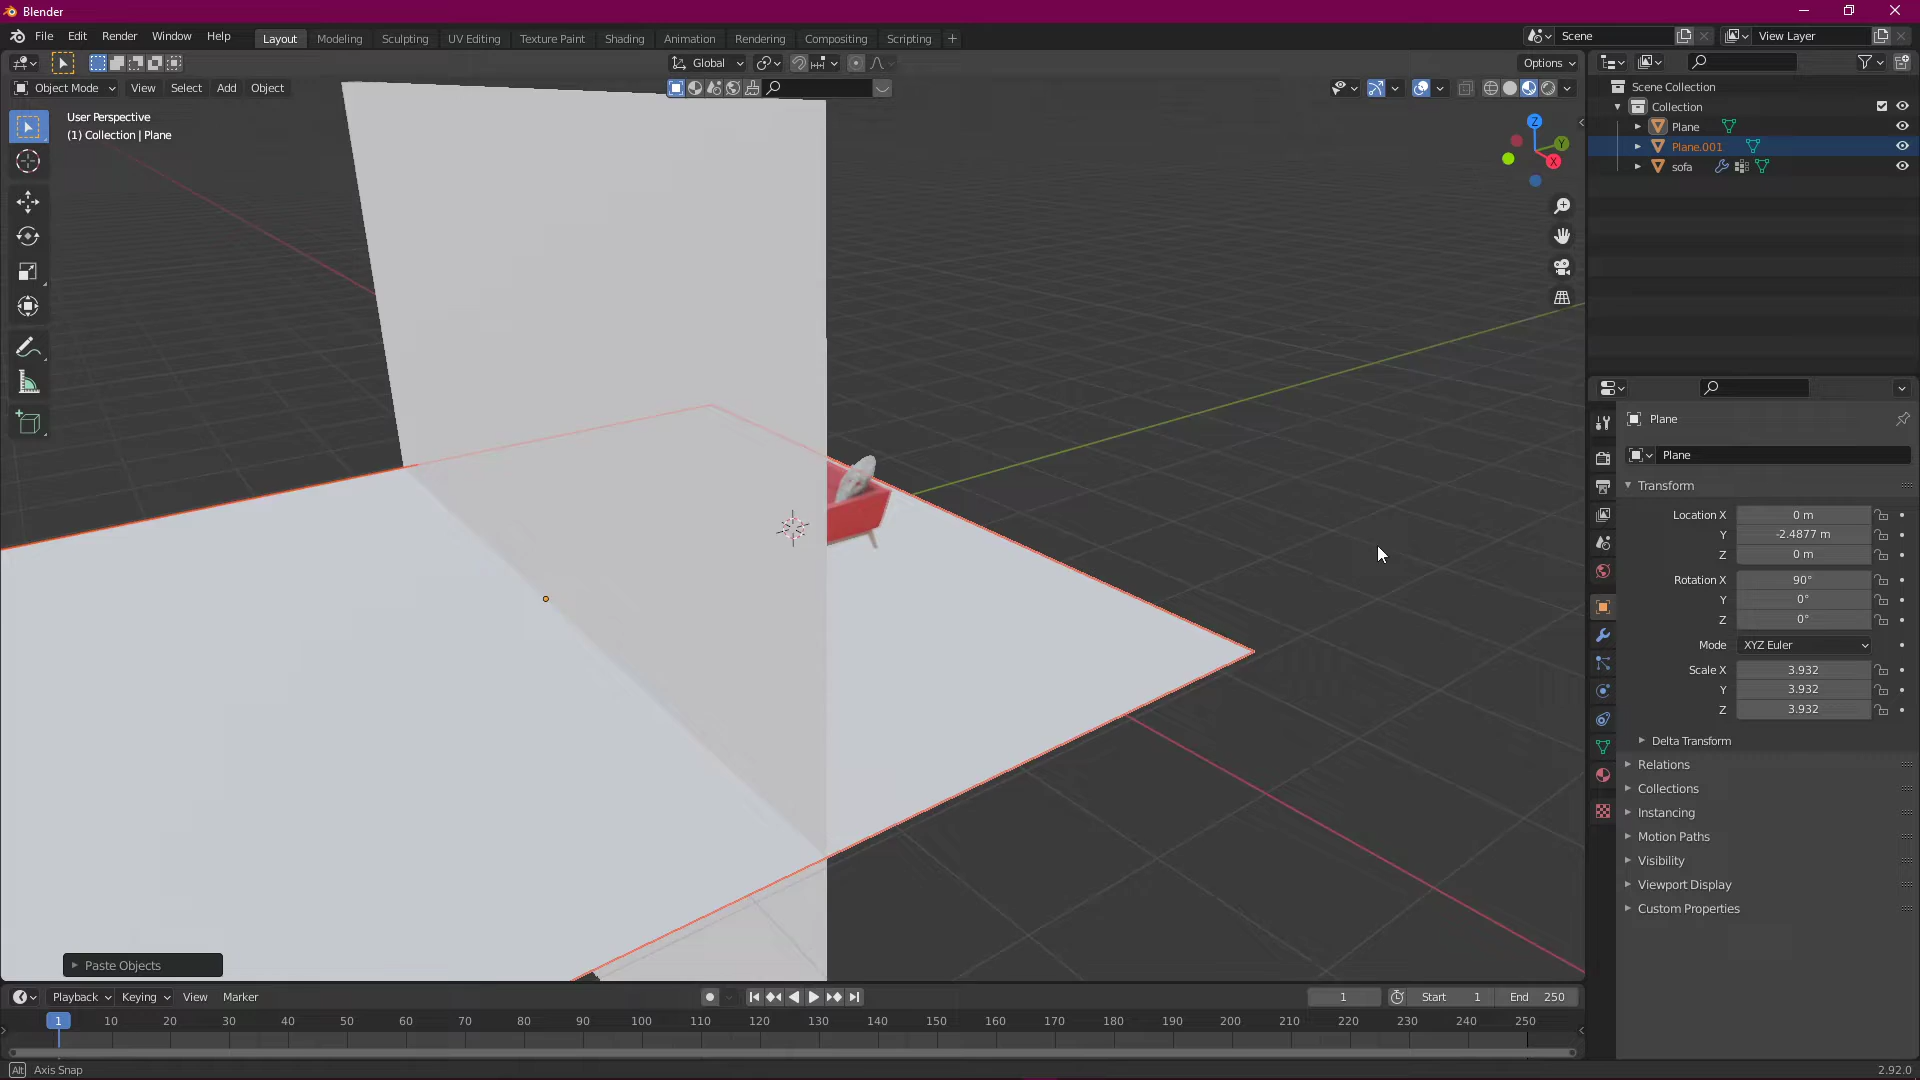 Blender
File Edit Render Window Help Layout Modeling Sculpting UV Editing Texture Paint Shading Animation Rendering Compositing Scripting + Scene View Layer
Global Options
Object Mode View Select Add Object
User Perspective
(1) Collection | Plane
Z
Y
X
Scene Collection
Collection
Plane
Plane.001
sofa
Plane
Plane
Transform
Location X 0 m
Y -2.4877 m
Z 0 m
Rotation X 90°
Y 0°
Z 0°
Mode XYZ Euler
Scale X 3.932
Y 3.932
Z 3.932
Delta Transform
Relations
Collections
Instancing
Motion Paths
Visibility
Viewport Display
Custom Properties
Paste Objects
Playback Keying View Marker 1 Start 1 End 250
1 10 20 30 40 50 60 70 80 90 100 110 120 130 140 150 160 170 180 190 200 210 220 230 240 250
Alt Axis Snap 2.92.0